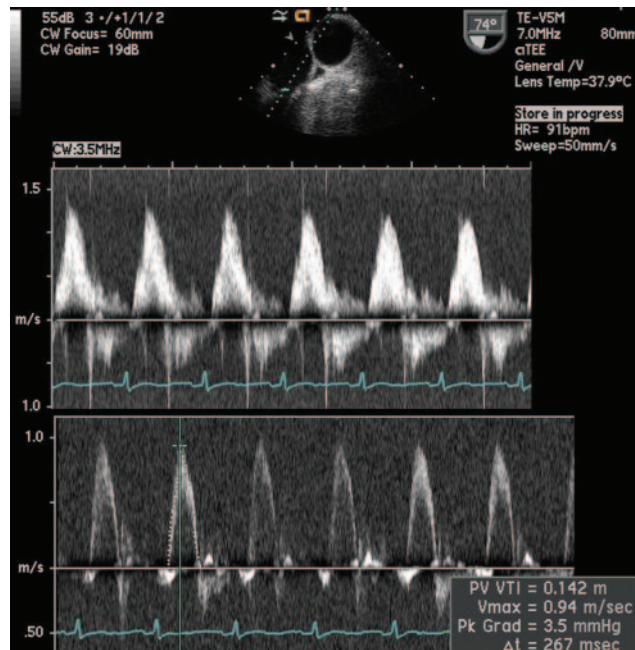 55dB 3 •/+1/1/2
CW Focus= 60mm
CW Gain= 19dB
74°
TE-V5M
7.0MHz 80mm
aTEE
General /V
Lens Temp=37.9°C
Store in progress
HR= 91bpm
Sweep=50mm/s
CW:3.5MHz
1.5
m/s
1.0
1.0
m/s
.50
PV VTI = 0.142 m
Vmax = 0.94 m/sec
Pk Grad = 3.5 mmHg
Δt = 267 msec